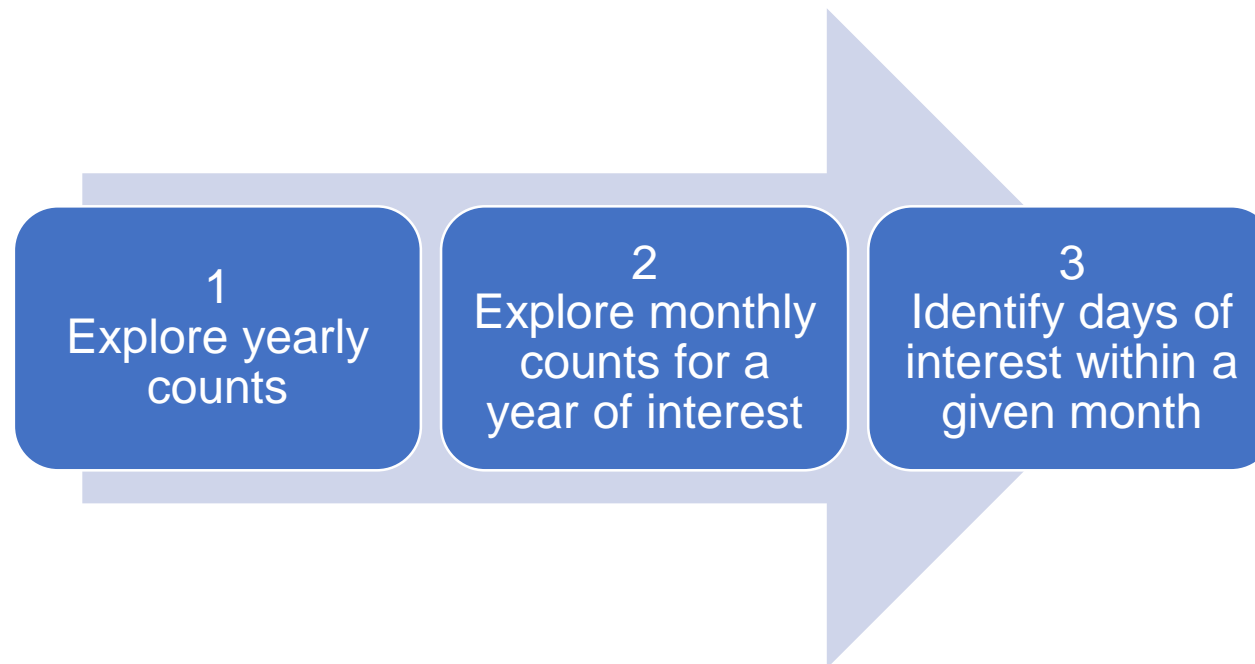 1
Explore yearly
counts
2
Explore monthly
counts for a
year of interest
3
Identify days of
interest within a
given month